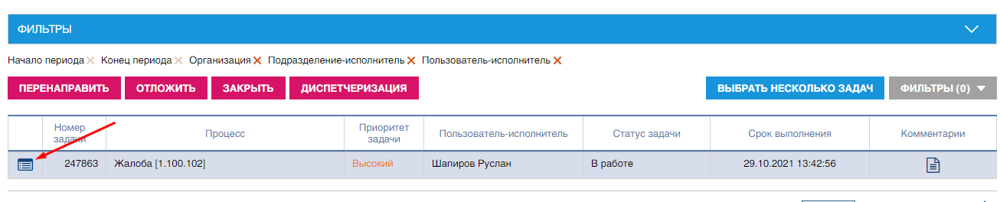 ФИЛЬТРЫ
Начало периода Конец периода Организация Подразделение-исполнитель Пользователь-исполнитель
ПЕРЕНАПРАВИТЬ ОТЛОЖИТЬ ЗАКРЫТЬ ДИСПЕТЧЕРИЗАЦИЯ ВЫБРАТЬ НЕСКОЛЬКО ЗАДАЧ ФИЛЬТРЫ (0)
Номер задачи Процесс Приоритет задачи Пользователь-исполнитель Статус задачи Срок выполнения Комментарии
247863 Жалоба [1.100.102] Высокий Шапиров Руслан В работе 29.10.2021 13:42:56